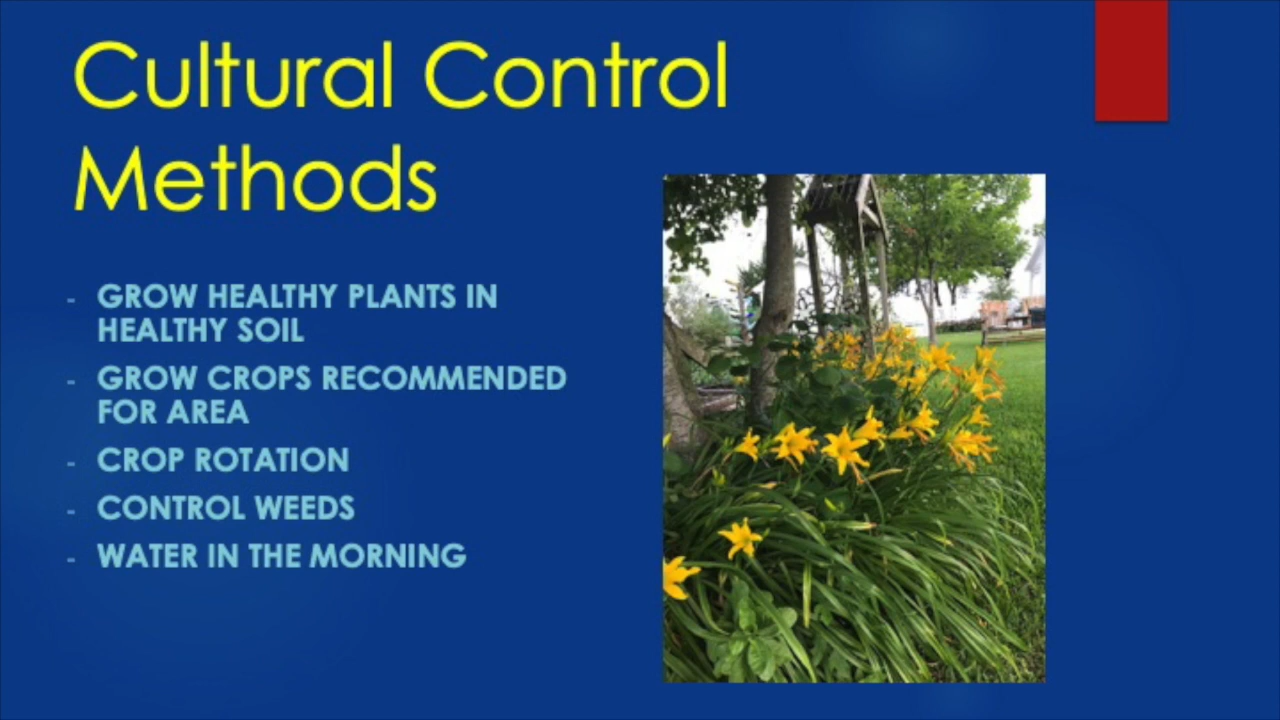 Cultural Control
Methods
- GROW HEALTHY PLANTS IN
HEALTHY SOIL
- GROW CROPS RECOMMENDED
FOR AREA
- CROP ROTATION
- CONTROL WEEDS
- WATER IN THE MORNING